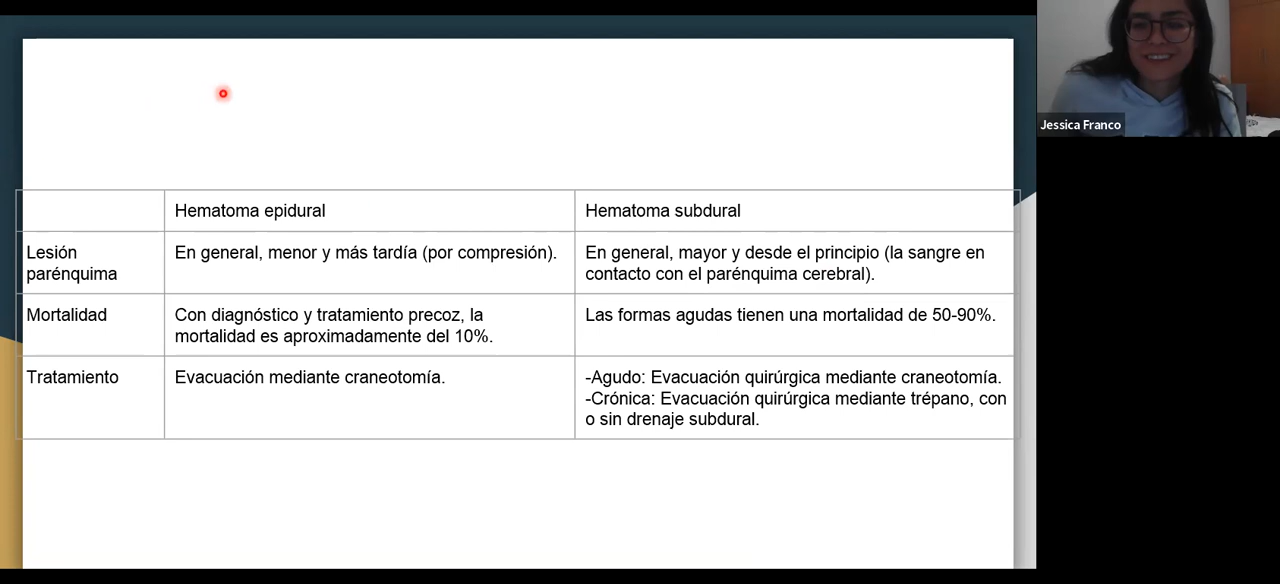 Jessica Franco
Hematoma epidural
Hematoma subdural
Lesión
parénquima
En general, menor y más tardía (por compresión).
En general, mayor y desde el principio (la sangre en
contacto con el parénquima cerebral).
Mortalidad
Con diagnóstico y tratamiento precoz, la
mortalidad es aproximadamente del 10%.
Las formas agudas tienen una mortalidad de 50-90%.
Tratamiento
Evacuación mediante craneotomía.
-Agudo: Evacuación quirúrgica mediante craneotomía.
-Crónica: Evacuación quirúrgica mediante trépano, con
o sin drenaje subdural.